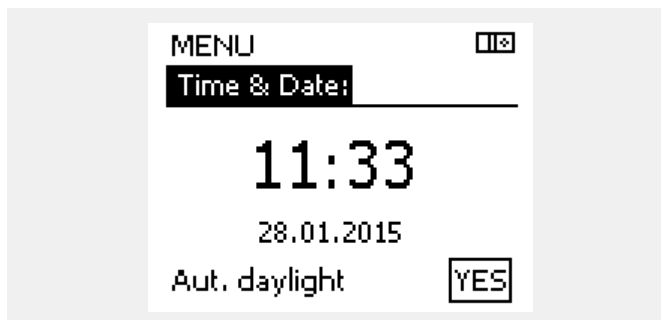 MENU
Time & Date:
11:33
28.01.2015
Aut. daylight YES